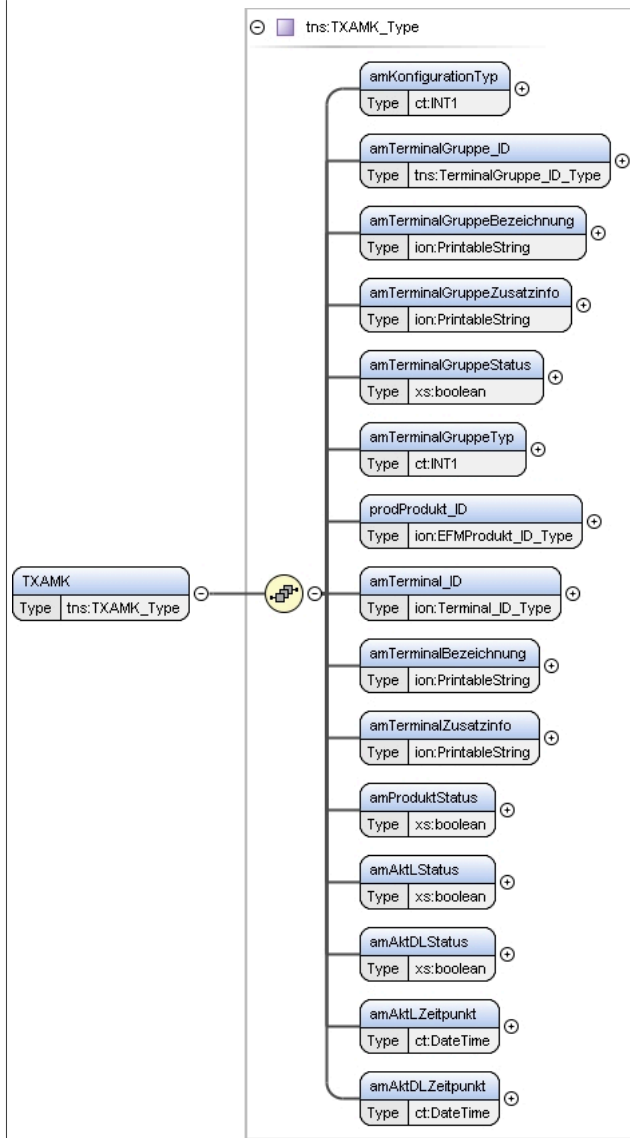 tns:TXAMK_Type
amKonfigurationTyp
Type ct:INT1
amTerminalGruppe_ID
Type tns:TerminalGruppe_ID_Type
amTerminalGruppeBezeichnung
Type ion:PrintableString
amTerminalGruppeZusatzinfo
Type ion:PrintableString
amTerminalGruppeStatus
Type xs:boolean
amTerminalGruppeTyp
Type ct:INT1
prodProdukt_ID
Type ion:EFMProdukt_ID_Type
TXAMK
Type tns:TXAMK_Type
amTerminal_ID
Type ion:Terminal_ID_Type
amTerminalBezeichnung
Type ion:PrintableString
amTerminalZusatzinfo
Type ion:PrintableString
amProduktStatus
Type xs:boolean
amAktLStatus
Type xs:boolean
amAktDLStatus
Type xs:boolean
amAktLZeitpunkt
Type ct:DateTime
amAktDLZeitpunkt
Type ct:DateTime